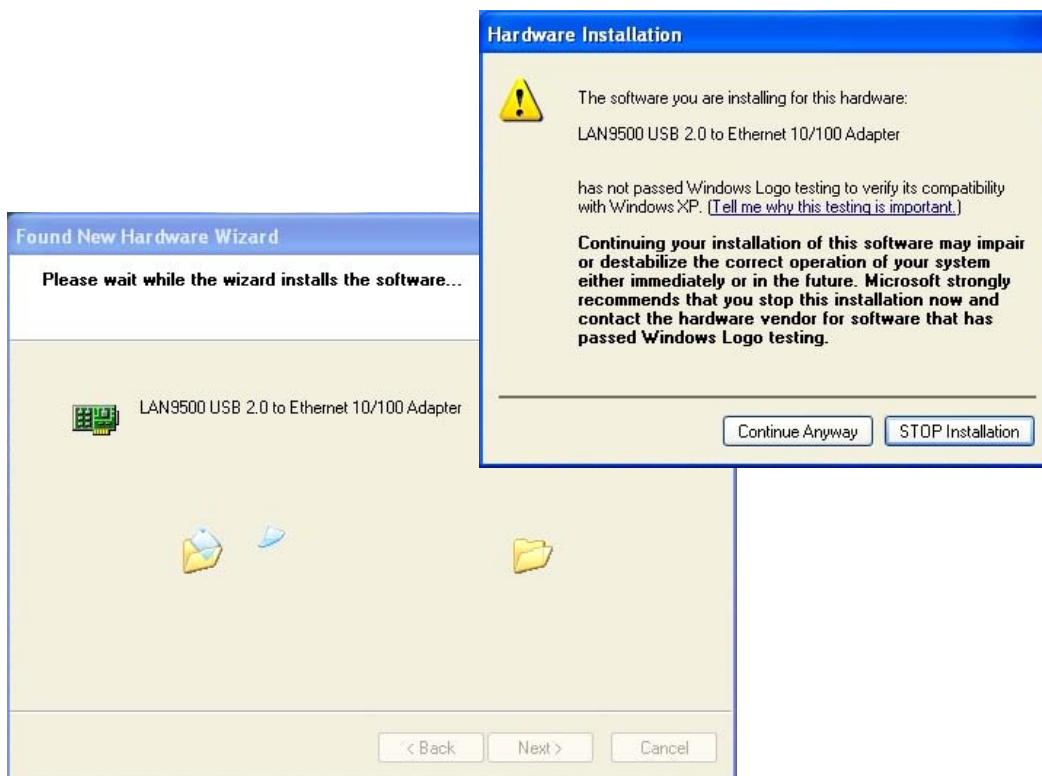 Hardware Installation
The software you are installing for this hardware:
LAN9500 USB 2.0 to Ethernet 10/100 Adapter
has not passed Windows Logo testing to verify its compatibility
with Windows XP. (Tell me why this testing is important.)
Continuing your installation of this software may impair
or destabilize the correct operation of your system
either immediately or in the future. Microsoft strongly
recommends that you stop this installation now and
contact the hardware vendor for software that has
passed Windows Logo testing.
Continue Anyway
STOP Installation
Found New Hardware Wizard
Please wait while the wizard installs the software...
LAN9500 USB 2.0 to Ethernet 10/100 Adapter
< Back
Next >
Cancel